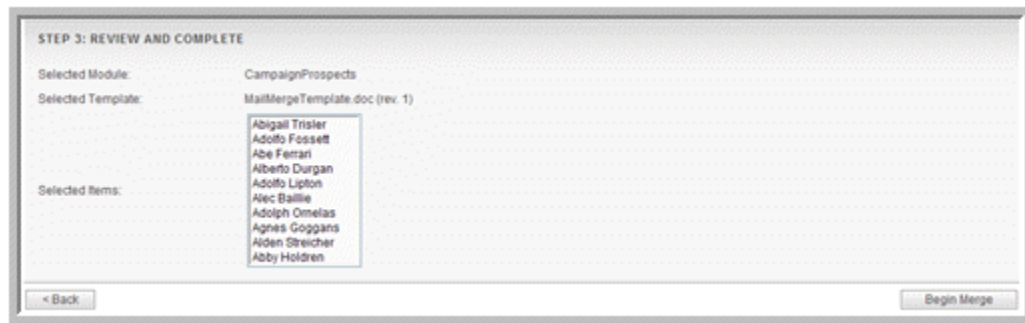 STEP 3: REVIEW AND COMPLETE
Selected Module: CampaignProspects
Selected Template: MailMergeTemplate.doc (rev. 1)
Selected Items:
Abigail Trisler
Adolfo Fossett
Abe Ferrari
Alberto Durgan
Adolfo Lipton
Alec Baillie
Adolph Ornelas
Agnes Goggans
Alden Streicher
Abby Holdren
< Back Begin Merge